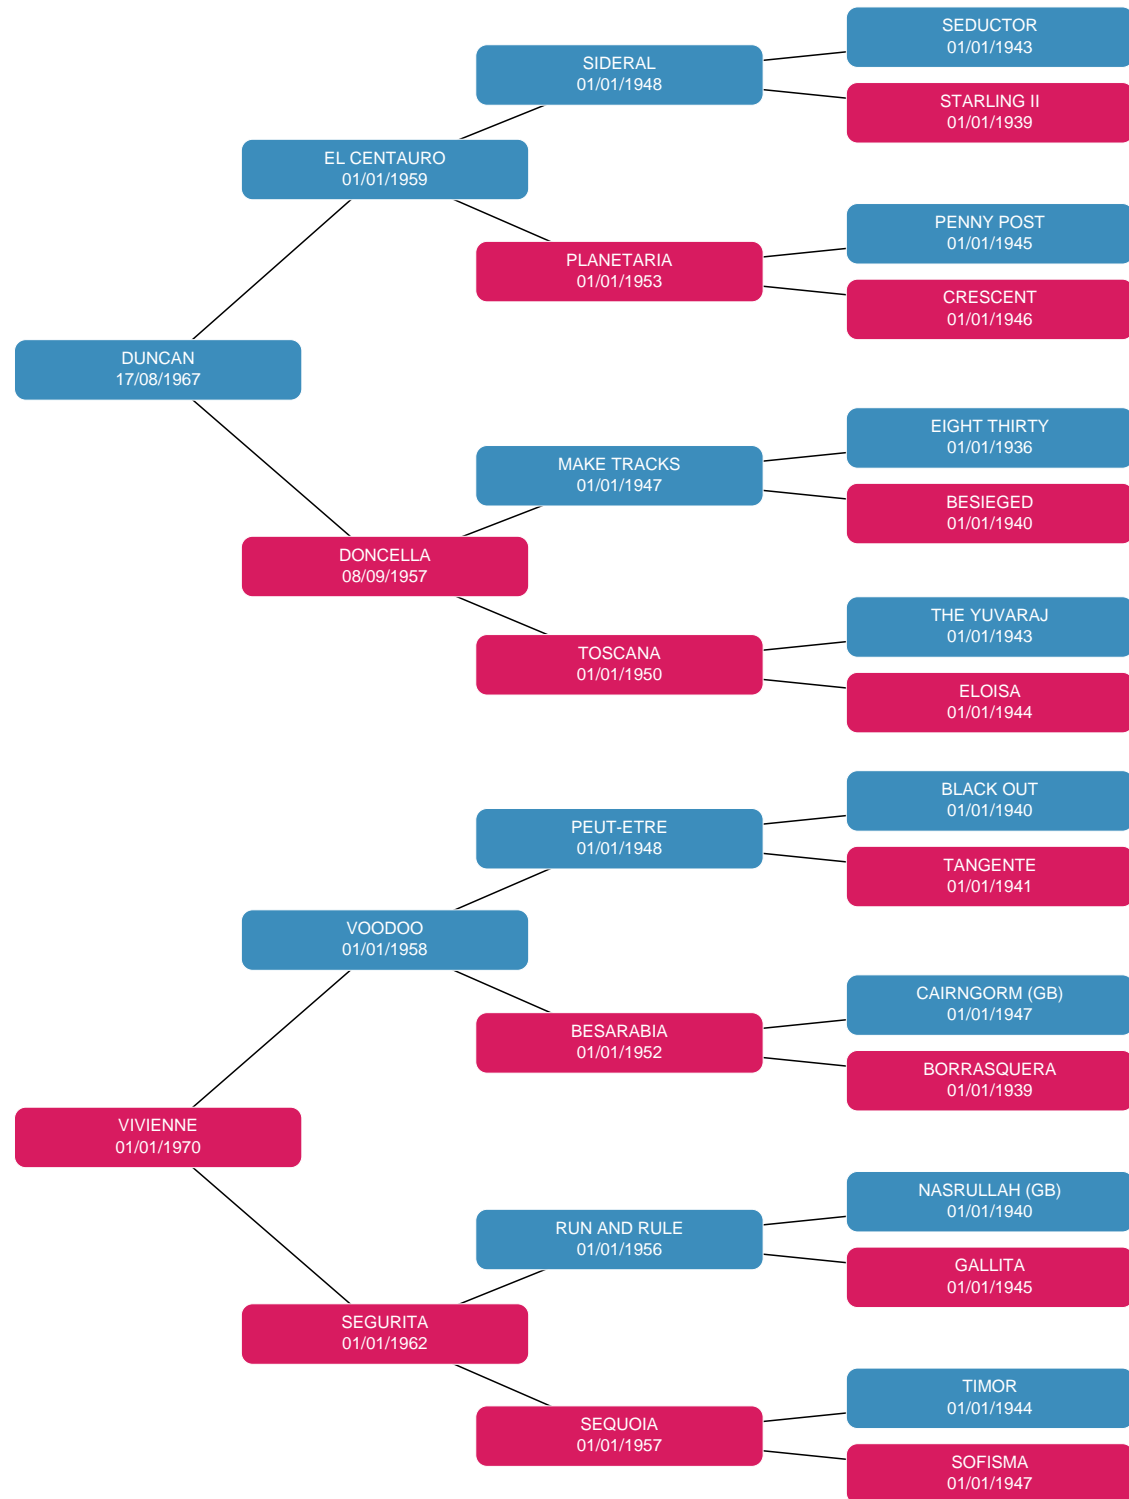 SEDUCTOR
01/01/1943
SIDERAL
01/01/1948
STARLING II
01/01/1939
EL CENTAURO
01/01/1959
PENNY POST
01/01/1945
PLANETARIA
01/01/1953
CRESCENT
01/01/1946
DUNCAN
17/08/1967
EIGHT THIRTY
01/01/1936
MAKE TRACKS
01/01/1947
BESIEGED
01/01/1940
DONCELLA
08/09/1957
THE YUVARAJ
01/01/1943
TOSCANA
01/01/1950
ELOISA
01/01/1944
BLACK OUT
01/01/1940
PEUT-ETRE
01/01/1948
TANGENTE
01/01/1941
VOODOO
01/01/1958
CAIRNGORM (GB)
01/01/1947
BESARABIA
01/01/1952
BORRASQUERA
01/01/1939
VIVIENNE
01/01/1970
NASRULLAH (GB)
01/01/1940
RUN AND RULE
01/01/1956
GALLITA
01/01/1945
SEGURITA
01/01/1962
TIMOR
01/01/1944
SEQUOIA
01/01/1957
SOFISMA
01/01/1947